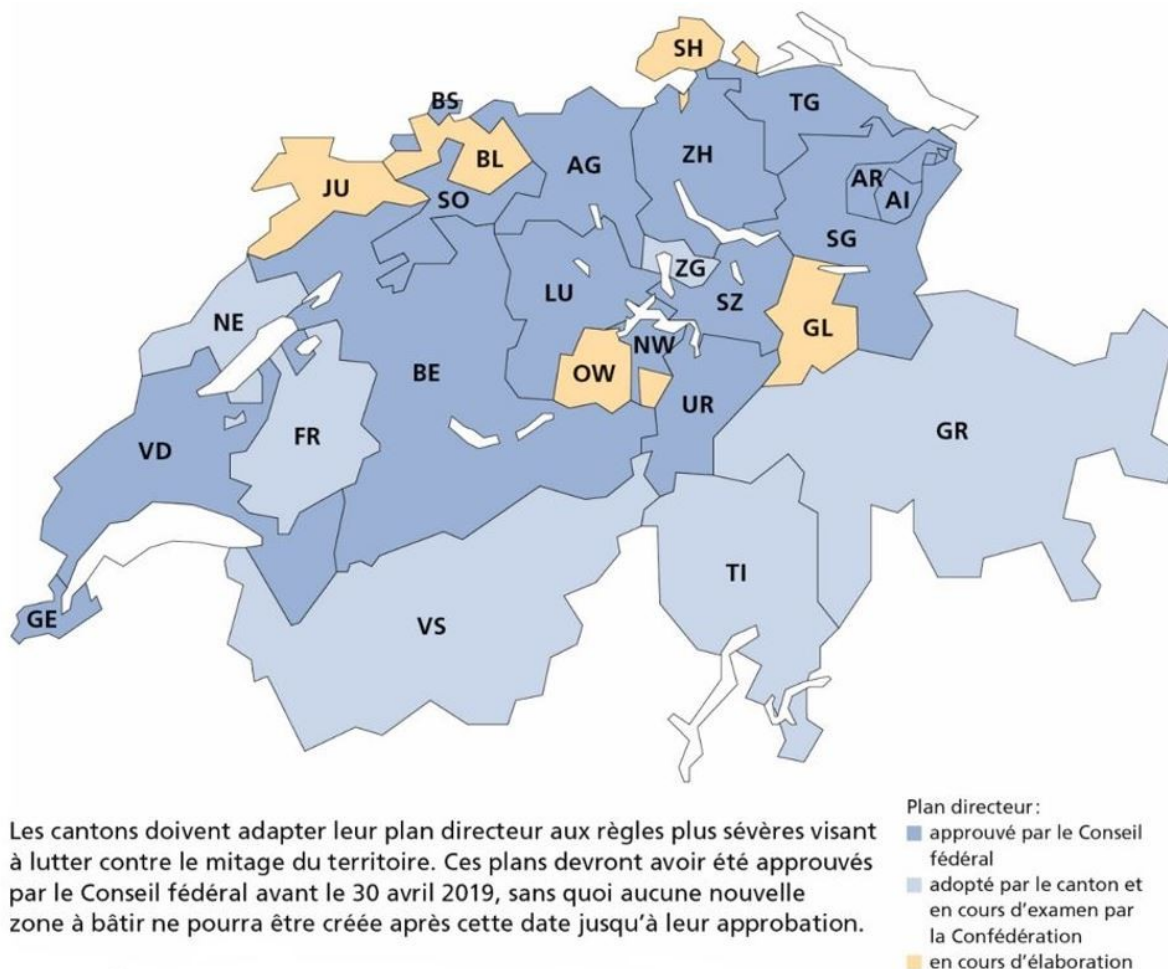 SH
BS
TG
BL
AG
ZH
JU
AR
AI
SO
SG
ZG
LU
SZ
NE
GL
NW
BE
OW
UR
FR
GR
VD
TI
GE
VS
Les cantons doivent adapter leur plan directeur aux règles plus sévères visant
à lutter contre le mitage du territoire. Ces plans devront avoir été approuvés
par le Conseil fédéral avant le 30 avril 2019, sans quoi aucune nouvelle
zone à bâtir ne pourra être créée après cette date jusqu’à leur approbation.
Plan directeur:
approuvé par le Conseil
fédéral
adopté par le canton et
en cours d’examen par
la Confédération
en cours d’élaboration